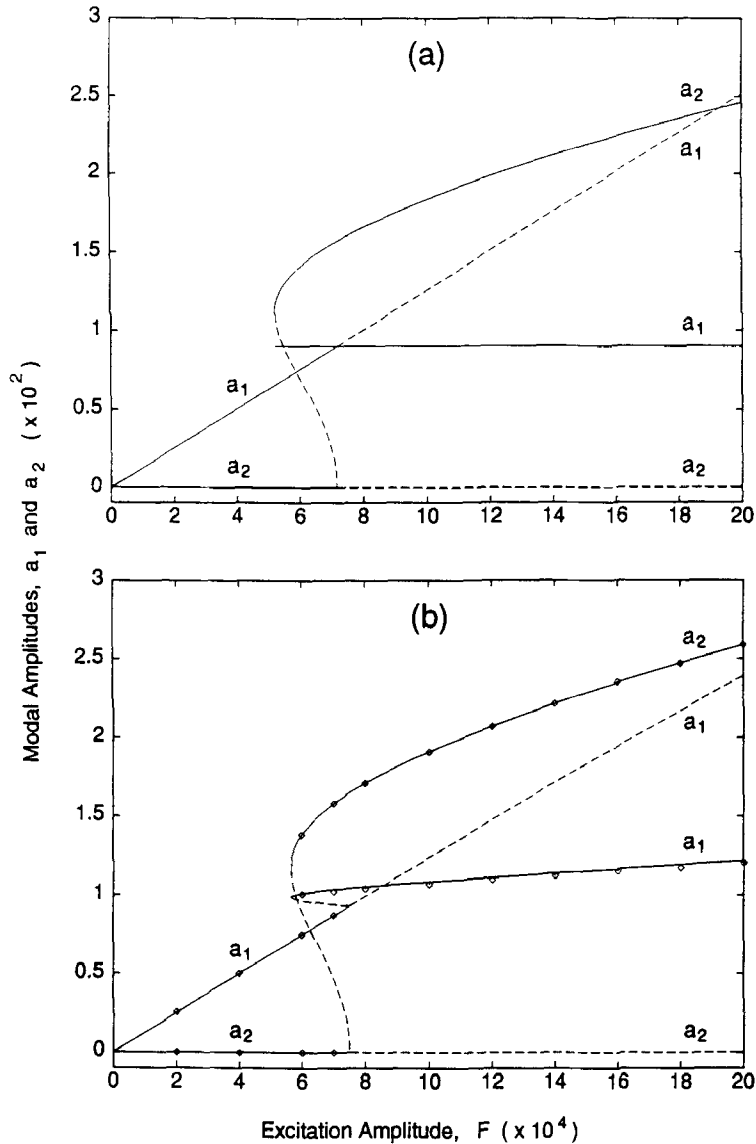 (a)
3
2.5
2
1.5
1
0.5
0
a2
a1
a1
a1
a2
a2
0 2 4 6 8 10 12 14 16 18 20
Modal Amplitudes, a1 and a2 ( x 10^2 )
(b)
3
2.5
2
1.5
1
0.5
0
a2
a1
a1
a1
a2
a2
0 2 4 6 8 10 12 14 16 18 20
Excitation Amplitude, F ( x 10^4 )